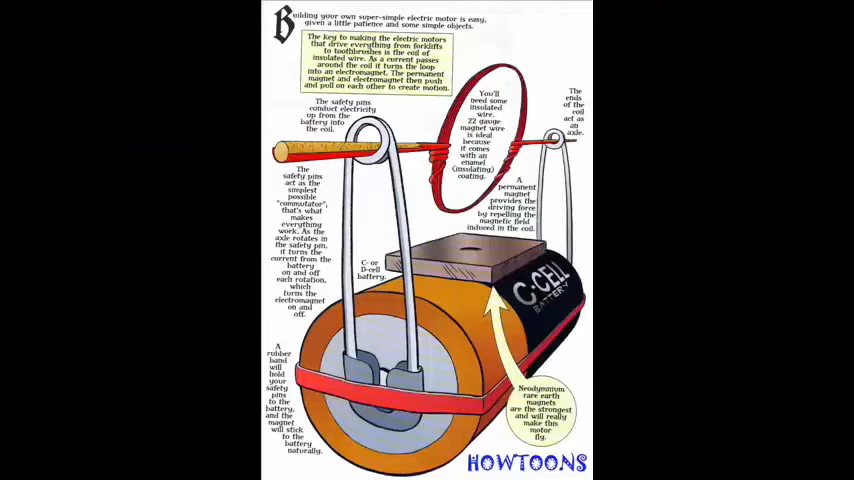 Building your own super-simple electric motor is easy,
given a little patience and some simple objects.
The key to making the electric motors
that drive everything from forklifts
to toothbrushes is the coil of
insulated wire. As a current passes
around the coil it turns the loop
into an electromagnet. The permanent
magnet and electromagnet then push
and pull on each other to create motion.
The safety pins
conduct electricity
up from the
battery into
the coil.
You'll
need some
insulated
wire.
22 gauge
magnet wire
is ideal
because
it comes
with an
enamel
(insulating)
coating.
The
ends
of the
coil
act as
an
axle.
The
safety pins
act as the
simplest
possible
"commutator",
that's what
makes
everything
work. As the
axle rotates in
the safety pin,
it turns the
current from the
battery
on and off
each rotation,
which
turns the
electromagnet
on and
off.
A
permanent
magnet
provides the
driving force
by repelling the
magnetic field
induced in the coil.
C- or
D-cell
battery.
C-CELL
BATTERY
A
rubber
band
will
hold
your
safety
pins
to the
battery,
and the
magnet
will stick
to the
battery
naturally.
Neodymnium
rare earth
magnets
are the strongest
and will really
make this
motor
fly.
HOWTOONS